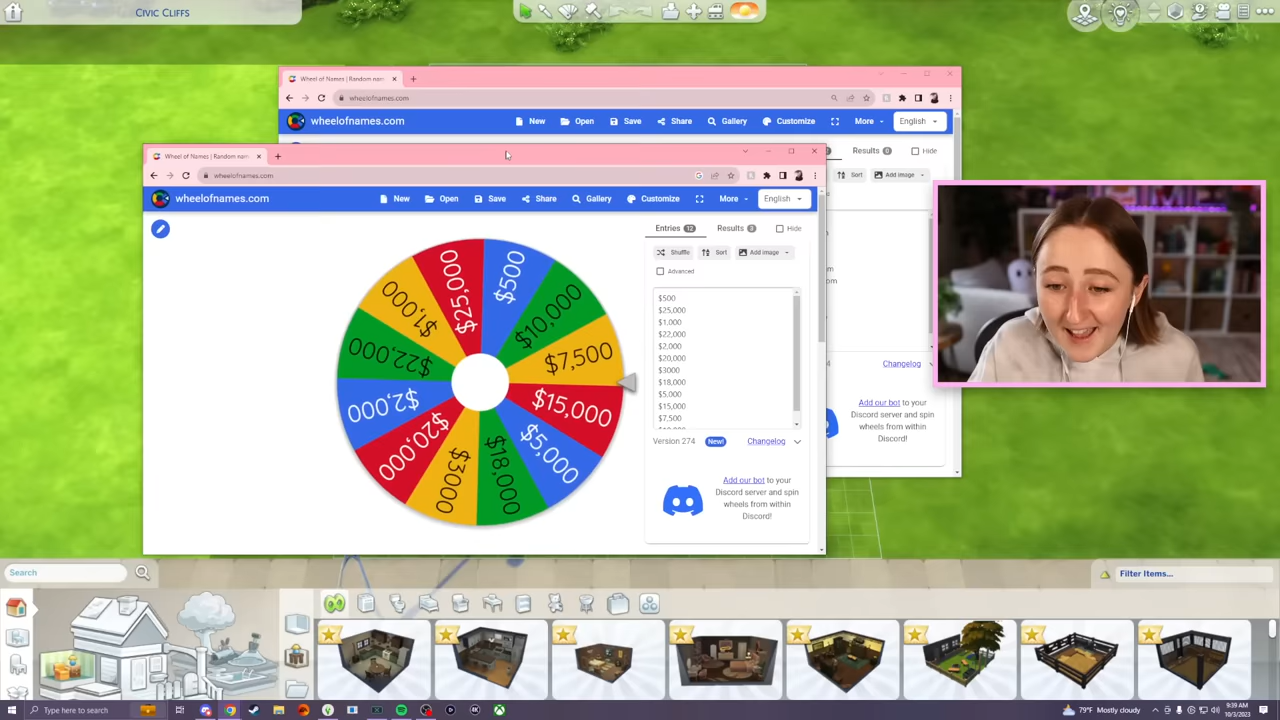 CIVIC CLIFFS
Wheel of Names | Random nam
wheelofnames.com
wheelofnames.com
New
Open
Save
Share
Gallery
Customize
More
English
Results 0
Hide
Sort
Add image
Changelog
Add our bot to your
Discord server and spin
wheels from within
Discord!
Wheel of Names | Random nam
wheelofnames.com
wheelofnames.com
New
Open
Save
Share
Gallery
Customize
More
English
Entries 12
Results 3
Hide
Shuffle
Sort
Add image
Advanced
$500
$25,000
$1,000
$22,000
$2,000
$20,000
$3000
$18,000
$5,000
$15,000
$7,500
Version 274
New!
Changelog
Add our bot to your
Discord server and spin
wheels from within
Discord!
$500
$10,000
$7,500
$15,000
$5,000
$18,000
$3000
$20,000
$2,000
$22,000
$1,000
$25,000
Search
Filter Items...
Type here to search
79°F Mostly cloudy
9:39 AM
10/3/2023